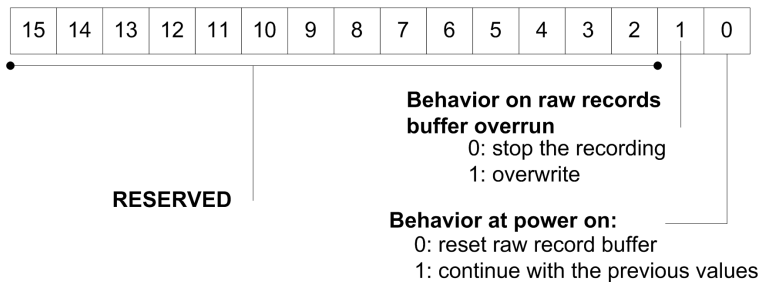 15 14 13 12 11 10 9 8 7 6 5 4 3 2 1 0
Behavior on raw records
buffer overrun
0: stop the recording
1: overwrite
RESERVED
Behavior at power on:
0: reset raw record buffer
1: continue with the previous values